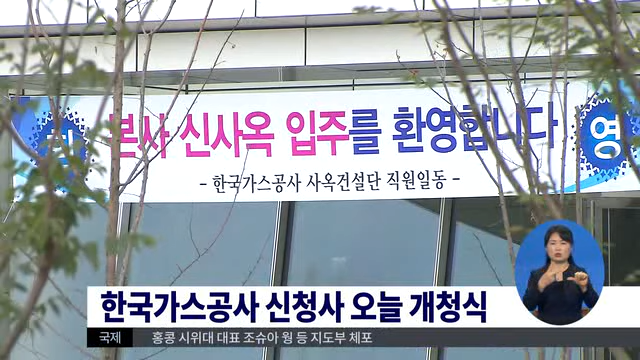 환
본사 신사옥 입주를 환영합니다
영
- 한국가스공사 사옥건설단 직원일동 -
한국가스공사 신청사 오늘 개청식
국제 홍콩 시위대 대표 조슈아 웡 등 지도부 체포